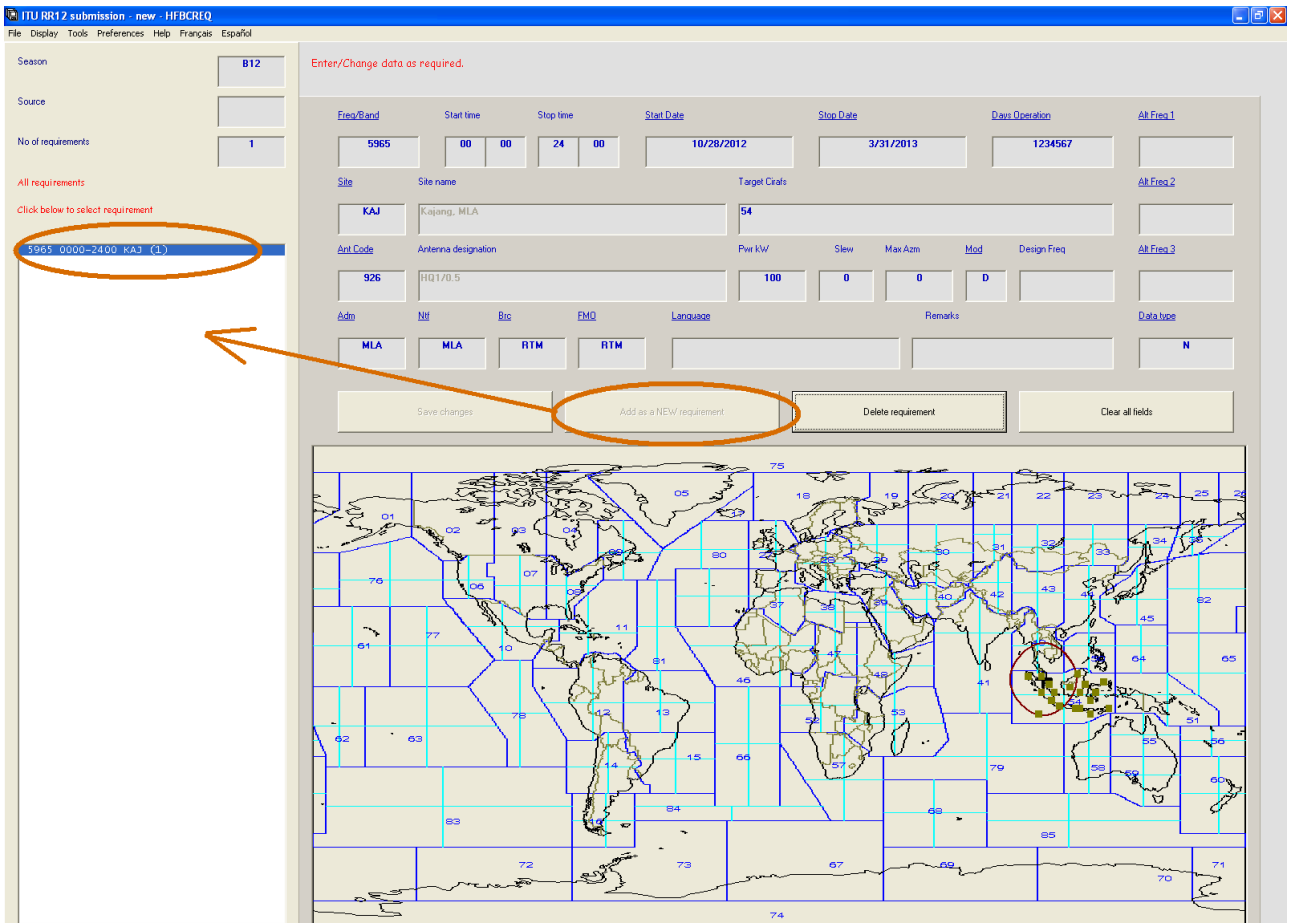 ITU RR12 submission - new - HFBCREQ
File Display Tools Preferences Help Français Español
Season B12
Source
No of requirements 1
All requirements
Click below to select requirement
5965 0000-2400 KAJ (1)
Enter/Change data as required.
Freq/Band Start time Stop time Start Date Stop Date Days Operation Alt Freq 1
5965 00 00 24 00 10/28/2012 3/31/2013 1234567
Site Site name Target Cirafs Alt Freq 2
KAJ Kajang, MLA 54
Ant Code Antenna designation Pwr kW Slew Max Azm Mod Design Freq Alt Freq 3
926 HQ1/0.5 100 0 0 D
Adm Ntf Brc FMO Language Remarks Data type
MLA MLA RTM RTM N
Save changes Add as a NEW requirement Delete requirement Clear all fields
75
05 18 19 20 21 22 23 24 25
01 02 03 04 17
80 30 31 32 33 34
76 06 07 08 37 38 39 40 42 43 44 45 82
61 77 10 11 81 46 47 48 41 64 65
78 12 13 52 53 54 51
62 63 14 15 66 57 79 58 59 55 56 60
83 16 84 68 85
72 73 67 69 70 71
74